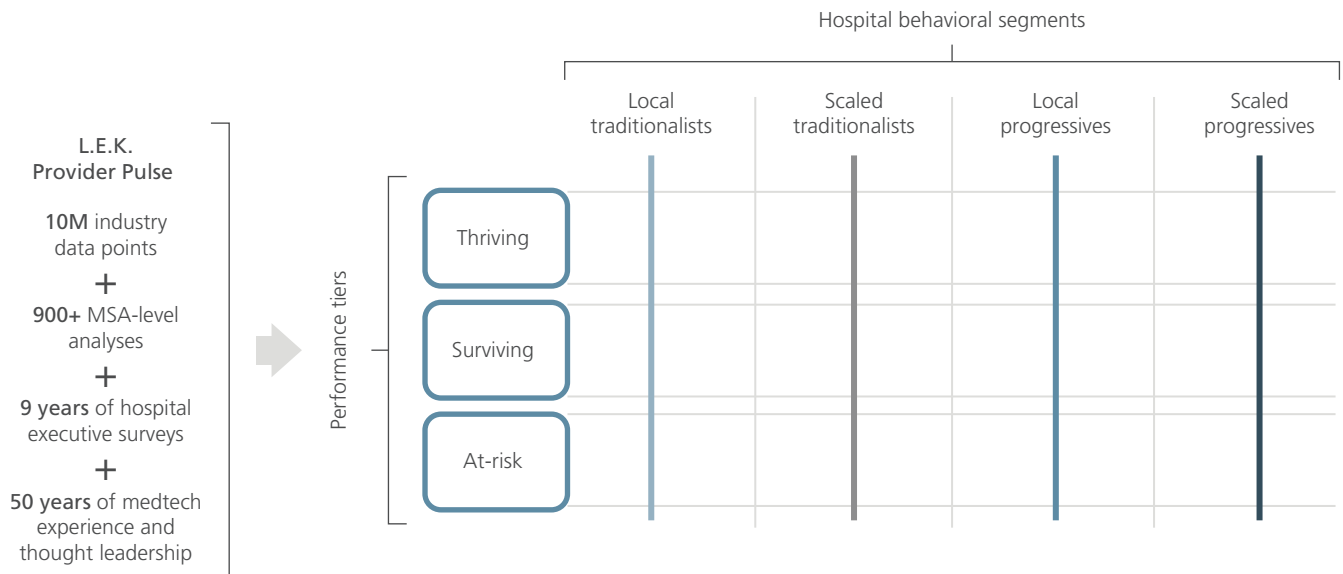 Hospital behavioral segments
Local
traditionalists
Scaled
traditionalists
Local
progressives
Scaled
progressives
L.E.K.
Provider Pulse
10M industry
data points
+
900+ MSA-level
analyses
+
9 years of hospital
executive surveys
+
50 years of medtech
experience and
thought leadership
Performance tiers
Thriving
Surviving
At-risk